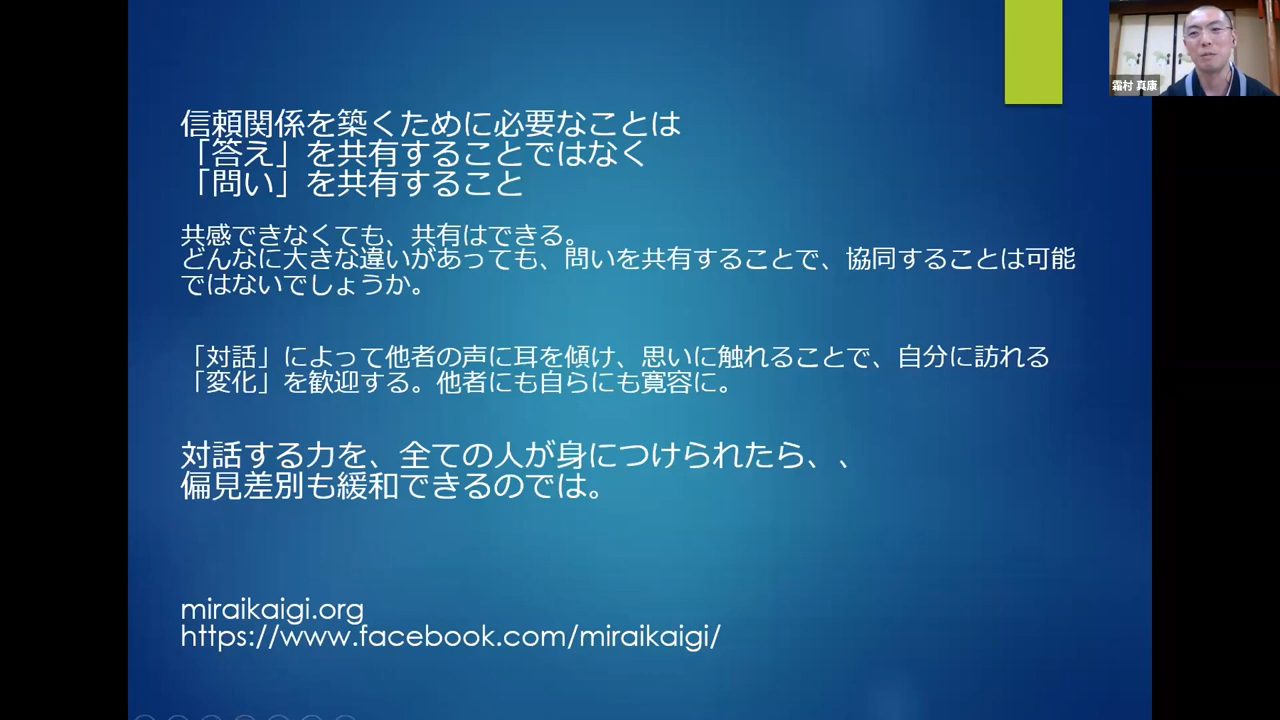 信頼関係を築くために必要なことは
「答え」を共有することではなく
「問い」を共有すること
共感できなくても、共有はできる。
どんなに大きな違いがあっても、問いを共有することで、協同することは可能
ではないでしょうか。
「対話」によって他者の声に耳を傾け、思いに触れることで、自分に訪れる
「変化」を歓迎する。他者にも自らにも寛容に。
対話する力を、全ての人が身につけられたら、、
偏見差別も緩和できるのでは。
miraikaigi.org
https://www.facebook.com/miraikaigi/
霜村 真康